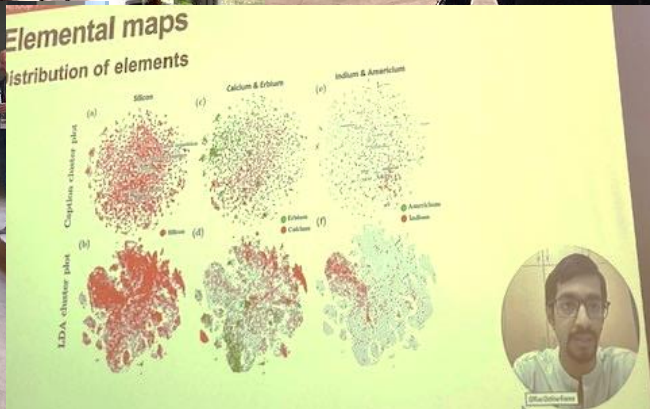 Elemental maps
istribution of elements
Silicon
Calcium & Erbium
Indium & Americium
(a)
(c)
(e)
Caption cluster plot
Silicon
Erbium
Calcium
Americium
Indium
(b)
(d)
(f)
LDA cluster plot